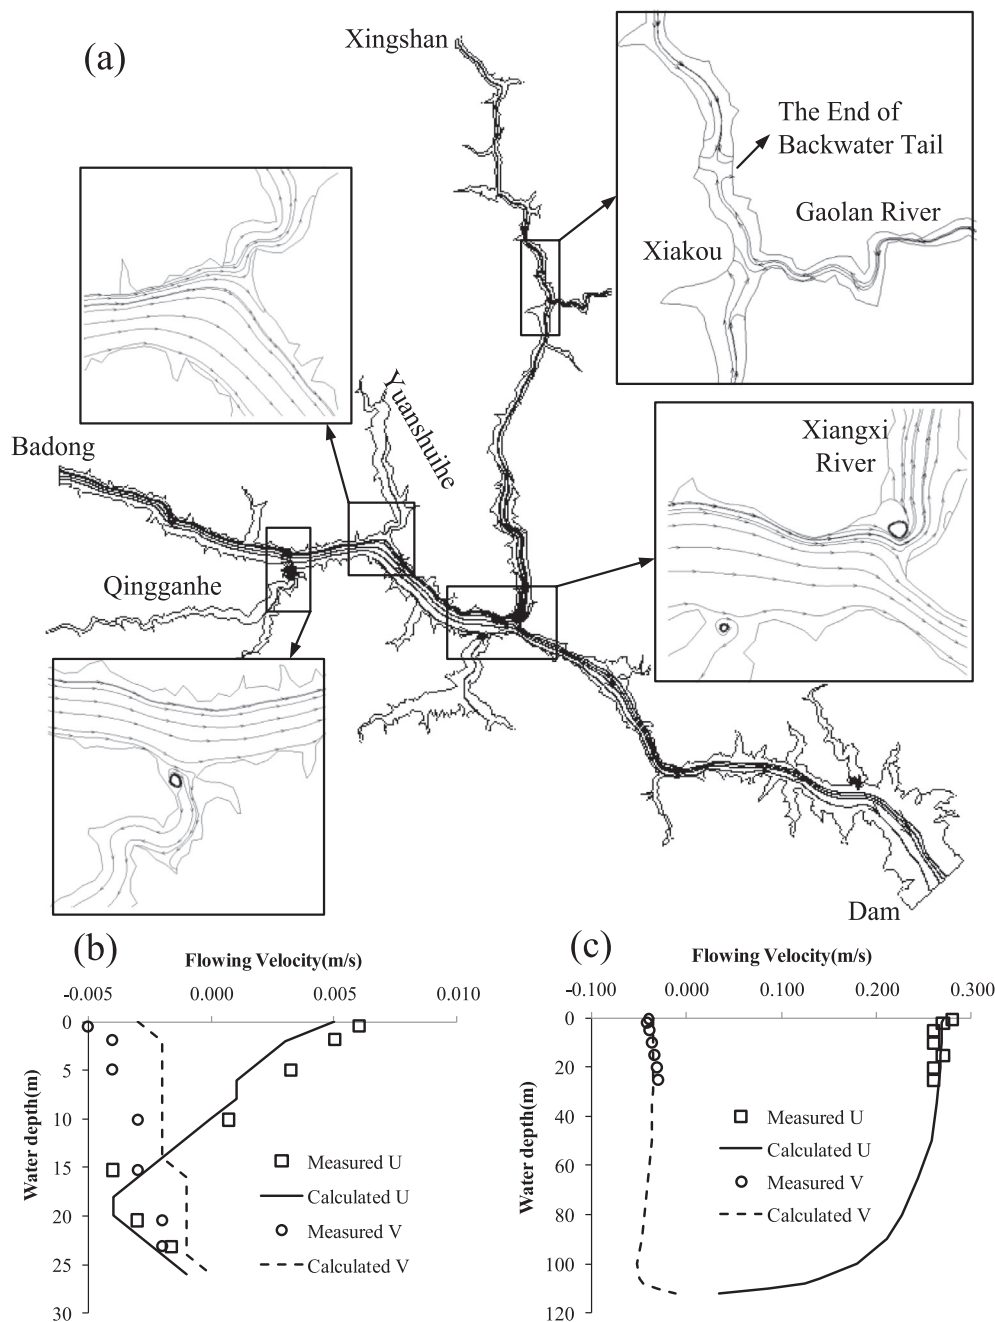 (a)
Xingshan
The End of
Backwater Tail
Gaolan River
Xiakou
Yuanshuihe
Badong
Xiangxi
River
Qingganhe
Dam
(b)
Flowing Velocity(m/s)
-0.005 0.000 0.005 0.010
0
5
10
15
20
25
30
Water depth(m)
Measured U
Calculated U
Measured V
Calculated V
(c)
Flowing Velocity(m/s)
-0.100 0.000 0.100 0.200 0.300
0
20
40
60
80
100
120
Water depth(m)
Measured U
Calculated U
Measured V
Calculated V